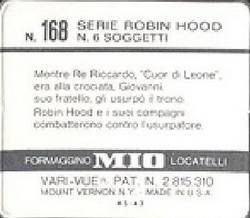 N. 168 SERIE ROBIN HOOD
N. 6 SOGGETTI
Mentre Re Riccardo, "Cuor di Leone",
era alla crociata, Giovanni,
suo fratello, gli usurpò il trono.
Robin Hood e i suoi compagni
combatteranno contro l'usurpatore.
FORMAGGINO MIO LOCATELLI
VARI-VUE® PAT. N. 2 815.310
MOUNT VERNON N.Y. - MADE IN U.S.A.